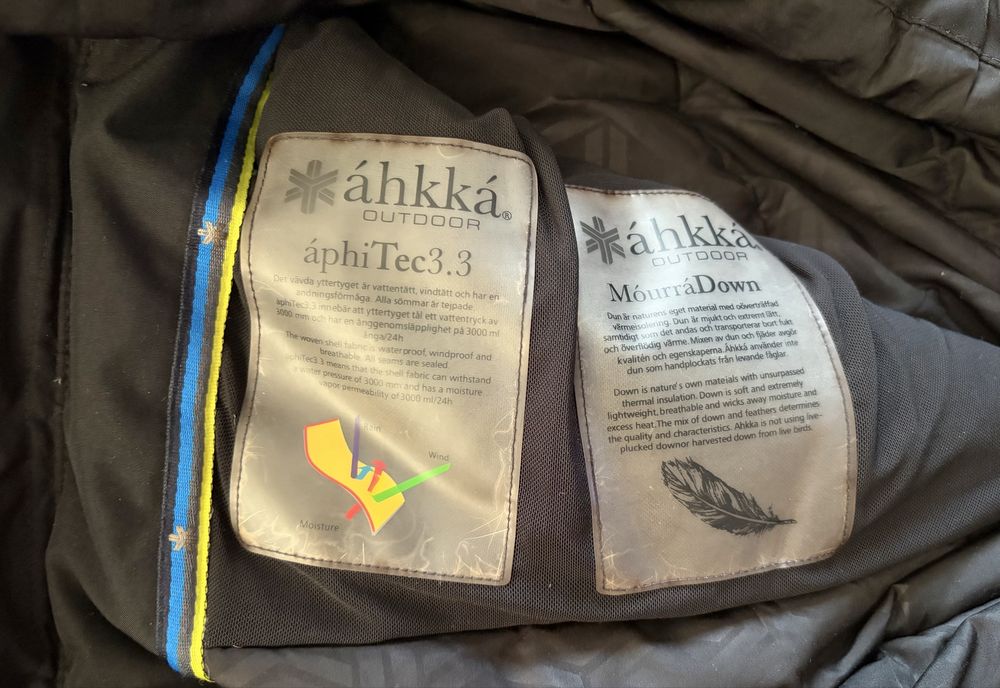 áhkká®
OUTDOOR
áphiTec3.3
Det vävda yttertyget är vattentätt, vindtätt och har en
andningsförmåga. Alla sömmar är tejpade.
aphiTec3.3 innebär att yttertyget tål ett vattentryck av
3000 mm och har en ånggenomsläpplighet på 3000 ml
ånga/24h
The woven shell fabric is waterproof, windproof and
breathable. All seams are sealed
aphiTec3.3 means that the shell fabric can withstand
a water pressure of 3000 mm and has a moisture
vapor permeability of 3000 ml/24h
Rain
Wind
Moisture
áhkká
OUTDOOR
MóurráDown
Dun är naturens eget material med oöverträffad
värmeisolering. Dun är mjukt och extremt lätt,
samtidigt som det andas och transporterar bort fukt
och överflödig värme. Mixen av dun och fjäder avgör
kvalitén och egenskaperna. Áhkká använder inte
dun som handplockats från levande fåglar.
Down is nature's own mateials with unsurpassed
thermal insulation. Down is soft and extremely
lightweight, breathable and wicks away moisture and
excess heat.The mix of down and feathers determines
the quality and characteristics. Ahkka is not using live-
plucked downor harvested down from live birds.